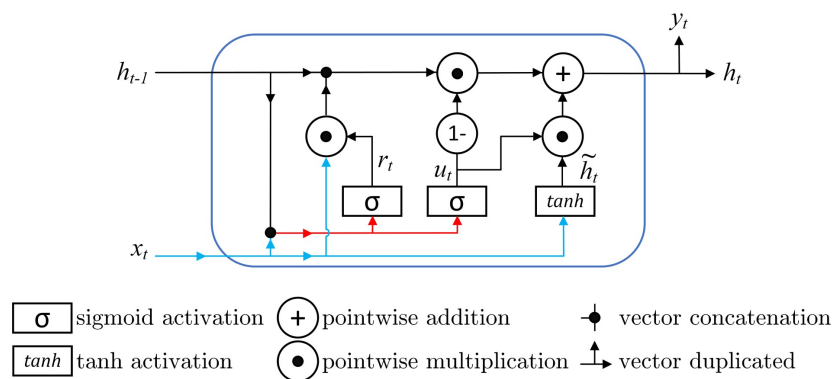 y_t
h_{t-1}
h_t
1-
r_t
u_t
h̃_t
σ
σ
tanh
x_t
σ sigmoid activation
+ pointwise addition
vector concatenation
tanh tanh activation
pointwise multiplication
vector duplicated